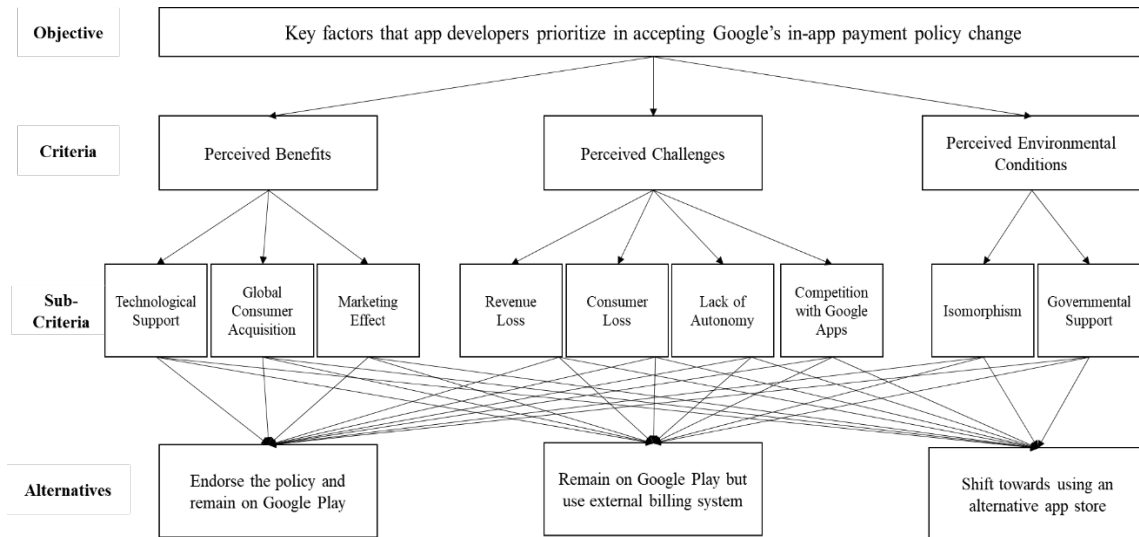 Objective
Key factors that app developers prioritize in accepting Google's in-app payment policy change
Criteria
Perceived Benefits
Perceived Challenges
Perceived Environmental
Conditions
Sub-
Criteria
Technological
Support
Global
Consumer
Acquisition
Marketing
Effect
Revenue
Loss
Consumer
Loss
Lack of
Autonomy
Competition
with Google
Apps
Isomorphism
Governmental
Support
Alternatives
Endorse the policy and
remain on Google Play
Remain on Google Play but
use external billing system
Shift towards using an
alternative app store